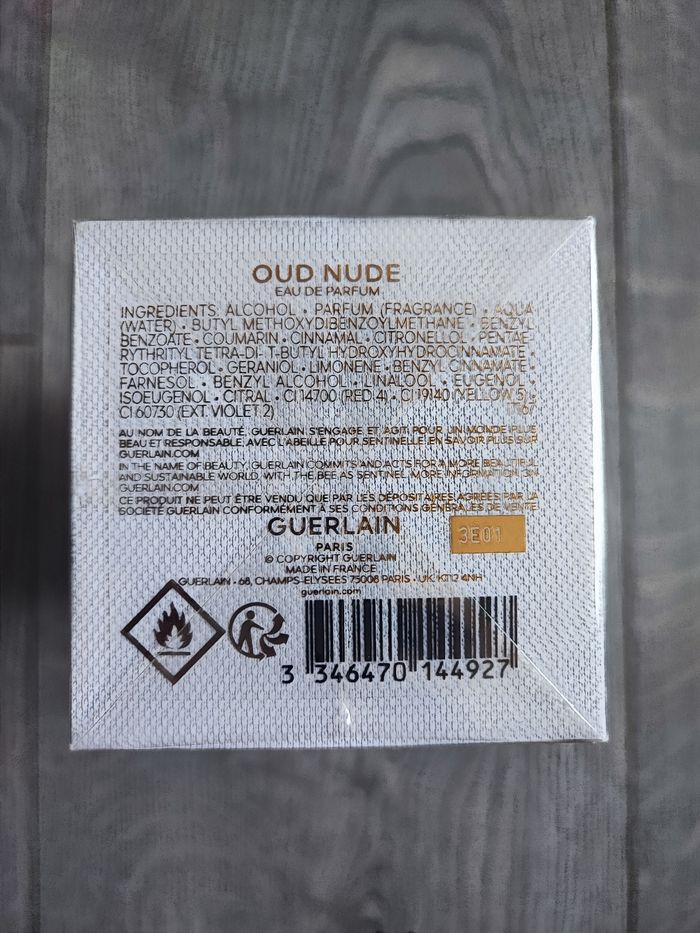 OUD NUDE
EAU DE PARFUM
INGREDIENTS: ALCOHOL • PARFUM (FRAGRANCE) • AQUA
(WATER) • BUTYL METHOXYDIBENZOYLMETHANE • BENZYL
BENZOATE • COUMARIN • CINNAMAL • CITRONELLOL • PENTAE-
RYTHRITYL TETRA-DI-T-BUTYL HYDROXYHYDROCINNAMATE •
TOCOPHEROL • GERANIOL • LIMONENE • BENZYL CINNAMATE •
FARNESOL • BENZYL ALCOHOL • LINALOOL • EUGENOL •
ISOEUGENOL • CITRAL • CI 14700 (RED 4) • CI 19140 (YELLOW 5) •
CI 60730 (EXT. VIOLET 2)
AU NOM DE LA BEAUTÉ, GUERLAIN S'ENGAGE ET AGIT POUR UN MONDE PLUS
BEAU ET RESPONSABLE, AVEC L'ABEILLE POUR SENTINELLE. EN SAVOIR PLUS SUR
GUERLAIN.COM
IN THE NAME OF BEAUTY, GUERLAIN COMMITS AND ACTS FOR A MORE BEAUTIFUL
AND SUSTAINABLE WORLD, WITH THE BEE AS SENTINEL. MORE INFORMATION ON
GUERLAIN.COM
CE PRODUIT NE PEUT ÊTRE VENDU QUE PAR LES DÉPOSITAIRES AGRÉÉS PAR LA
SOCIÉTÉ GUERLAIN CONFORMÉMENT À SES CONDITIONS GÉNÉRALES DE VENTE
GUERLAIN
PARIS
3E01
© COPYRIGHT GUERLAIN
MADE IN FRANCE
GUERLAIN • 68, CHAMPS-ELYSEES 75008 PARIS • UK: KT12 4NH
guerlain.com
3 346470 144927